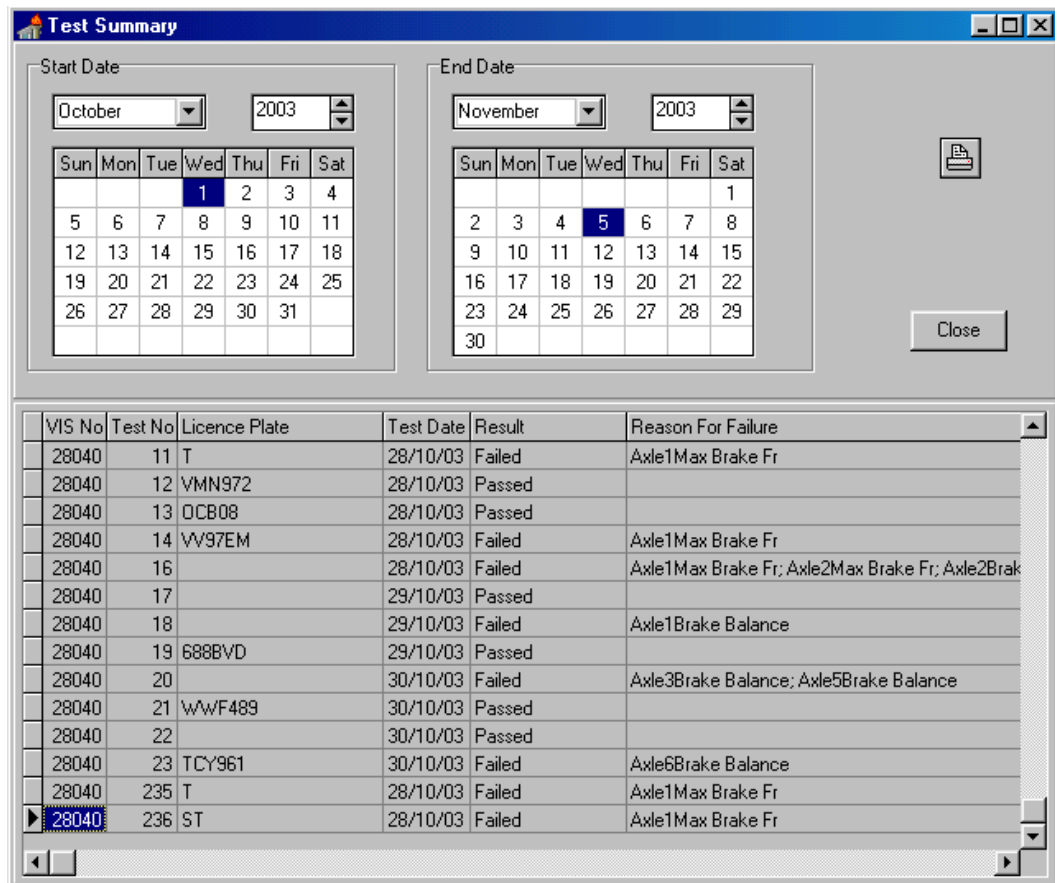 Test Summary
Start Date
End Date
October 2003
November 2003
Sun Mon Tue Wed Thu Fri Sat
1 2 3 4
5 6 7 8 9 10 11
12 13 14 15 16 17 18
19 20 21 22 23 24 25
26 27 28 29 30 31
Sun Mon Tue Wed Thu Fri Sat
1
2 3 4 5 6 7 8
9 10 11 12 13 14 15
16 17 18 19 20 21 22
23 24 25 26 27 28 29
30
Close
VIS No Test No Licence Plate Test Date Result Reason For Failure
28040 11 T 28/10/03 Failed Axle1Max Brake Fr
28040 12 VMN972 28/10/03 Passed
28040 13 OCB08 28/10/03 Passed
28040 14 VV97EM 28/10/03 Failed Axle1Max Brake Fr
28040 16 28/10/03 Failed Axle1Max Brake Fr; Axle2Max Brake Fr; Axle2Brak
28040 17 29/10/03 Passed
28040 18 29/10/03 Failed Axle1Brake Balance
28040 19 688BVD 29/10/03 Passed
28040 20 30/10/03 Failed Axle3Brake Balance; Axle5Brake Balance
28040 21 WWF489 30/10/03 Passed
28040 22 30/10/03 Passed
28040 23 TCY961 30/10/03 Failed Axle6Brake Balance
28040 235 T 28/10/03 Failed Axle1Max Brake Fr
28040 236 ST 28/10/03 Failed Axle1Max Brake Fr